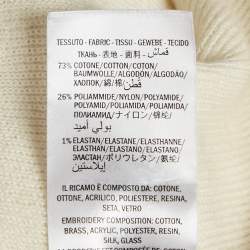 TESSUTO - FABRIC - TISSU - GEWEBE - TECIDO
ТКАНЬ - 表地 - 面料 - قماش
73% COTONE/COTTON/COTON/
BAUMWOLLE/ALGODÓN/ALGODÃO/
ХЛОПОК/綿/棉/قطن
26% POLIAMMIDE/NYLON/POLYAMIDE/
POLYAMID/POLIAMIDA/POLIAMIDA/
ПОЛИАМИД/ナイロン/锦纶/
بولي أميد
1% ELASTAN/ELASTANE/ELASTHANNE/
ELASTHAN/ELASTANO/ELASTANO/
ЭЛАСТАН/ポリウレタン/氨纶/
إيلاستين
IL RICAMO È COMPOSTO DA: COTONE,
OTTONE, ACRILICO, POLIESTERE, RESINA,
SETA, VETRO
EMBROIDERY COMPOSITION: COTTON,
BRASS, ACRYLIC, POLYESTER, RESIN,
SILK, GLASS